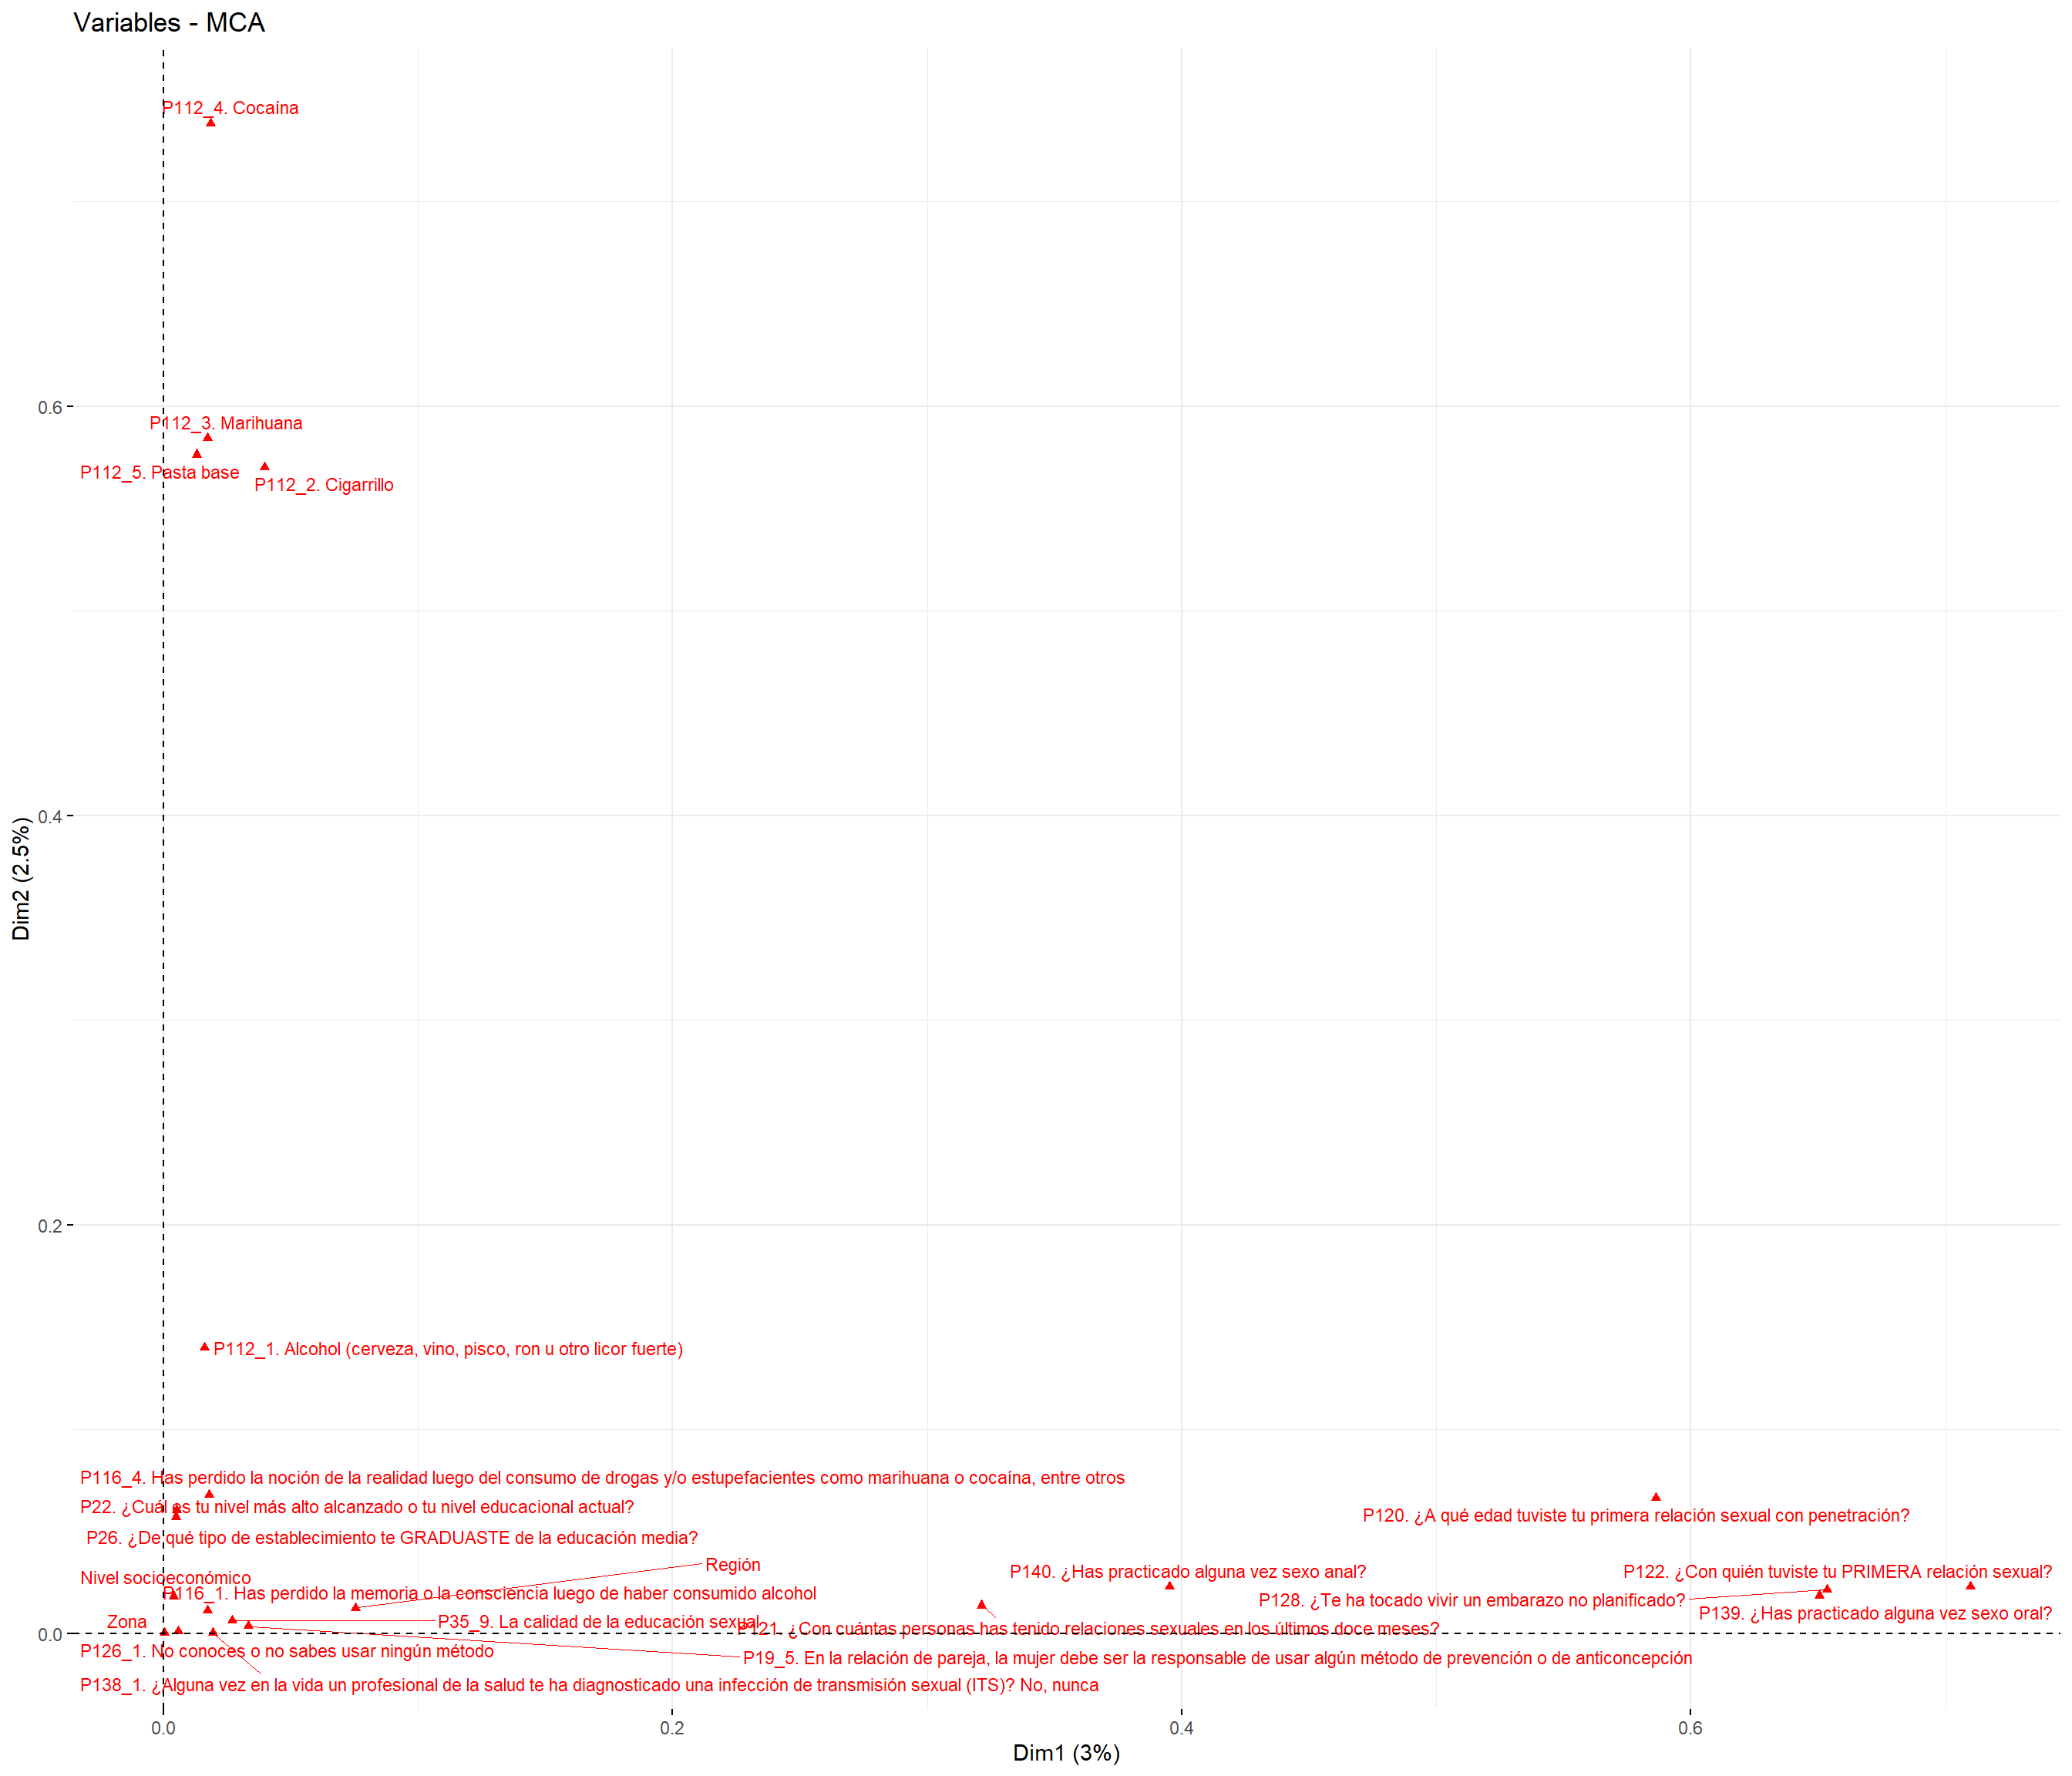 Variables - MCA
P112_4. Cocaína
0.6
P112_3. Marihuana
P112_5. Pasta base
P112_2. Cigarrillo
0.4
Dim2 (2.5%)
0.2
P112_1. Alcohol (cerveza, vino, pisco, ron u otro licor fuerte)
P116_4. Has perdido la noción de la realidad luego del consumo de drogas y/o estupefacientes como marihuana o cocaína, entre otros
P22. ¿Cuál es tu nivel más alto alcanzado o tu nivel educacional actual?
P120. ¿A qué edad tuviste tu primera relación sexual con penetración?
P26. ¿De qué tipo de establecimiento te GRADUASTE de la educación media?
Región
P140. ¿Has practicado alguna vez sexo anal?
P122. ¿Con quién tuviste tu PRIMERA relación sexual?
Nivel socioeconómico
P116_1. Has perdido la memoria o la consciencia luego de haber consumido alcohol
P128. ¿Te ha tocado vivir un embarazo no planificado?
P139. ¿Has practicado alguna vez sexo oral?
Zona
P35_9. La calidad de la educación sexual
P121. ¿Con cuántas personas has tenido relaciones sexuales en los últimos doce meses?
0.0
P126_1. No conoces o no sabes usar ningún método
P19_5. En la relación de pareja, la mujer debe ser la responsable de usar algún método de prevención o de anticoncepción
P138_1. ¿Alguna vez en la vida un profesional de la salud te ha diagnosticado una infección de transmisión sexual (ITS)? No, nunca
0.0
0.2
0.4
0.6
Dim1 (3%)